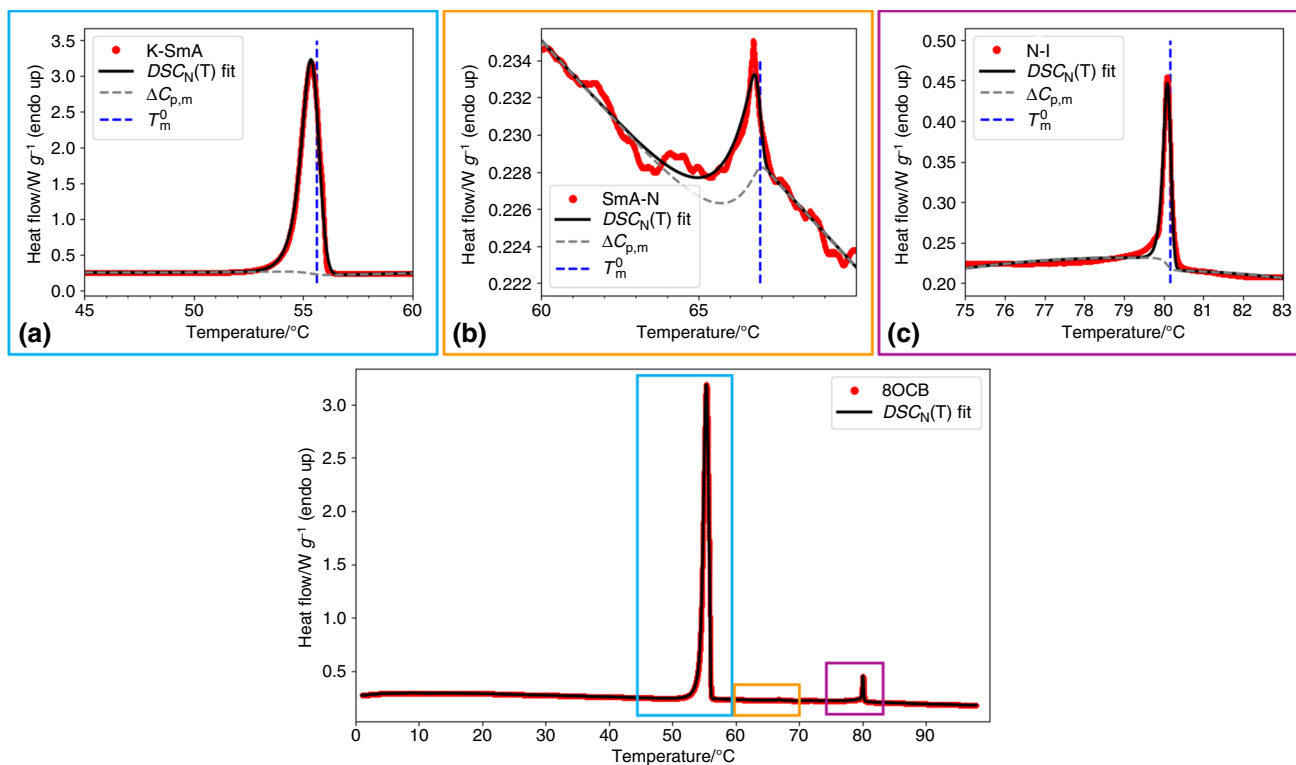 3.5
3.0
2.5
2.0
1.5
1.0
0.5
0.0
Heat flow/W g⁻¹ (endo up)
K-SmA
DSC_N(T) fit
ΔC_p,m
T_m^0
45 50 55 60
Temperature/°C
(a)
0.234
0.232
0.230
0.228
0.226
0.224
0.222
Heat flow/W g⁻¹ (endo up)
SmA-N
DSC_N(T) fit
ΔC_p,m
T_m^0
60 65
Temperature/°C
(b)
0.50
0.45
0.40
0.35
0.30
0.25
0.20
Heat flow/W g⁻¹ (endo up)
N-I
DSC_N(T) fit
ΔC_p,m
T_m^0
75 76 77 78 79 80 81 82 83
Temperature/°C
(c)
3.0
2.5
2.0
1.5
1.0
0.5
Heat flow/W g⁻¹ (endo up)
8OCB
DSC_N(T) fit
0 10 20 30 40 50 60 70 80 90
Temperature/°C